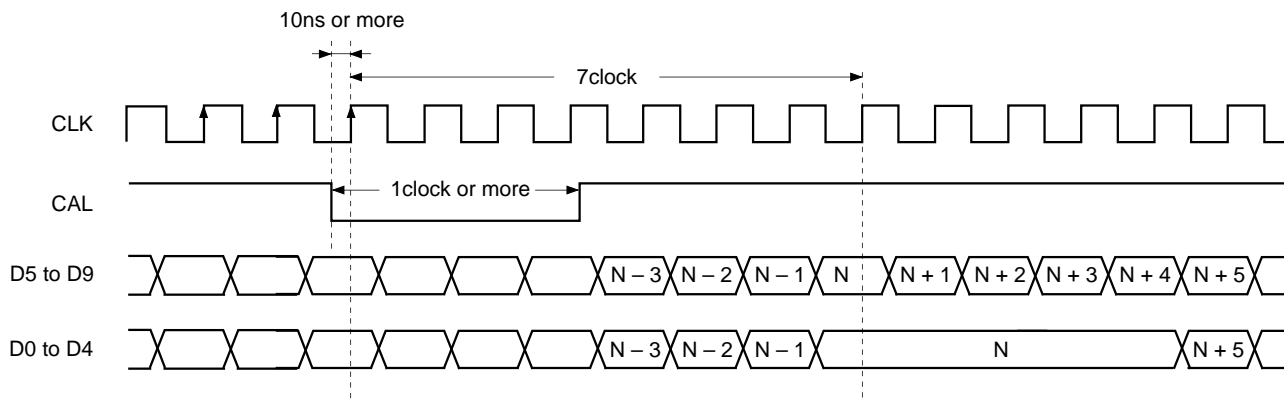 10ns or more
7clock
CLK
1clock or more
CAL
D5 to D9
N – 3 N – 2 N – 1 N N + 1 N + 2 N + 3 N + 4 N + 5
D0 to D4
N – 3 N – 2 N – 1 N N + 5